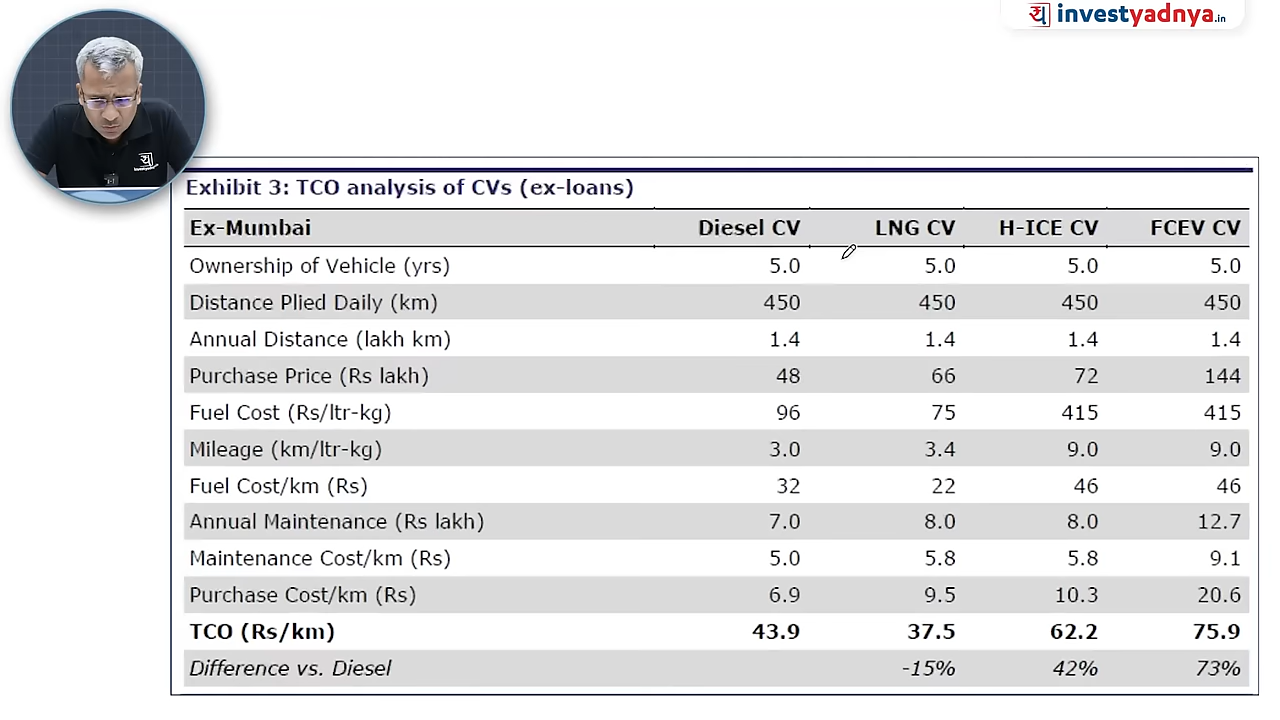 investyadnya.in
Exhibit 3: TCO analysis of CVs (ex-loans)
Ex-Mumbai Diesel CV LNG CV H-ICE CV FCEV CV
Ownership of Vehicle (yrs) 5.0 5.0 5.0 5.0
Distance Plied Daily (km) 450 450 450 450
Annual Distance (lakh km) 1.4 1.4 1.4 1.4
Purchase Price (Rs lakh) 48 66 72 144
Fuel Cost (Rs/ltr-kg) 96 75 415 415
Mileage (km/ltr-kg) 3.0 3.4 9.0 9.0
Fuel Cost/km (Rs) 32 22 46 46
Annual Maintenance (Rs lakh) 7.0 8.0 8.0 12.7
Maintenance Cost/km (Rs) 5.0 5.8 5.8 9.1
Purchase Cost/km (Rs) 6.9 9.5 10.3 20.6
TCO (Rs/km) 43.9 37.5 62.2 75.9
Difference vs. Diesel -15% 42% 73%